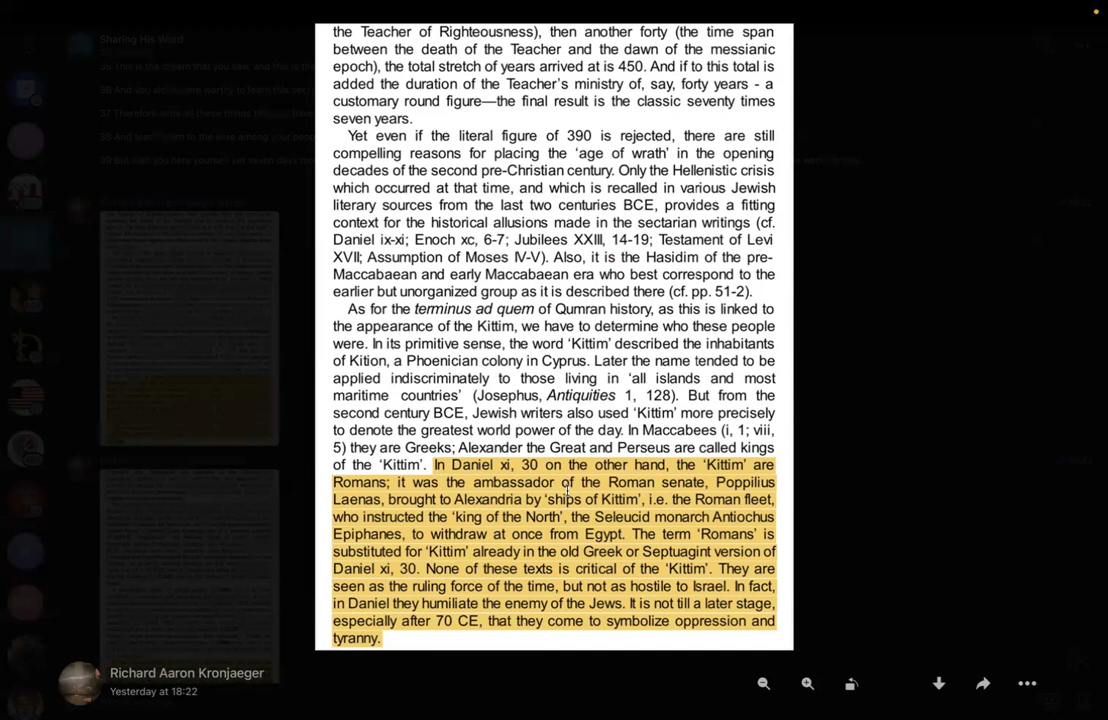 Sharing His Word
the Teacher of Righteousness), then another forty (the time span
between the death of the Teacher and the dawn of the messianic
epoch), the total stretch of years arrived at is 450. And if to this total is
added the duration of the Teacher's ministry of, say, forty years - a
customary round figure—the final result is the classic seventy times
seven years.
Yet even if the literal figure of 390 is rejected, there are still
compelling reasons for placing the 'age of wrath' in the opening
decades of the second pre-Christian century. Only the Hellenistic crisis
which occurred at that time, and which is recalled in various Jewish
literary sources from the last two centuries BCE, provides a fitting
context for the historical allusions made in the sectarian writings (cf.
Daniel ix-xi; Enoch xc, 6-7; Jubilees XXIII, 14-19; Testament of Levi
XVII; Assumption of Moses IV-V). Also, it is the Hasidim of the pre-
Maccabaean and early Maccabaean era who best correspond to the
earlier but unorganized group as it is described there (cf. pp. 51-2).
As for the terminus ad quem of Qumran history, as this is linked to
the appearance of the Kittim, we have to determine who these people
were. In its primitive sense, the word 'Kittim' described the inhabitants
of Kition, a Phoenician colony in Cyprus. Later the name tended to be
applied indiscriminately to those living in 'all islands and most
maritime countries' (Josephus, Antiquities 1, 128). But from the
second century BCE, Jewish writers also used 'Kittim' more precisely
to denote the greatest world power of the day. In Maccabees (i, 1; viii,
5) they are Greeks; Alexander the Great and Perseus are called kings
of the 'Kittim'. In Daniel xi, 30 on the other hand, the 'Kittim' are
Romans; it was the ambassador of the Roman senate, Poppilius
Laenas, brought to Alexandria by 'ships of Kittim', i.e. the Roman fleet,
who instructed the 'king of the North', the Seleucid monarch Antiochus
Epiphanes, to withdraw at once from Egypt. The term 'Romans' is
substituted for 'Kittim' already in the old Greek or Septuagint version of
Daniel xi, 30. None of these texts is critical of the 'Kittim'. They are
seen as the ruling force of the time, but not as hostile to Israel. In fact,
in Daniel they humiliate the enemy of the Jews. It is not till a later stage,
especially after 70 CE, that they come to symbolize oppression and
tyranny.
Richard Aaron Kronjaeger
Yesterday at 18:22